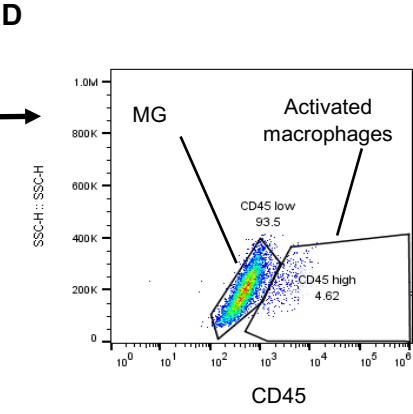 D
1.0M
800K
600K
400K
200K
0
SSC-H :: SSC-H
MG
Activated
macrophages
CD45 low
93.5
CD45 high
4.62
10^0 10^1 10^2 10^3 10^4 10^5 10^6
CD45